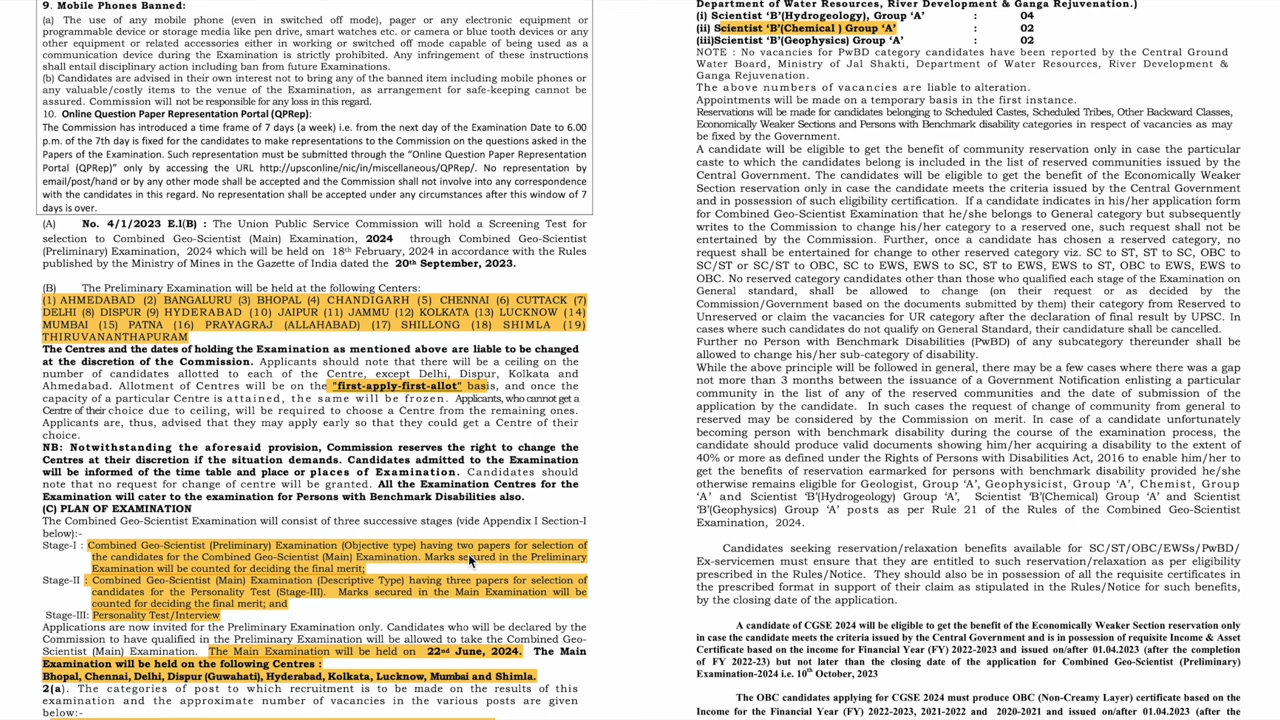 9. Mobile Phones Banned:
(a) The use of any mobile phone (even in switched off mode), pager or any electronic equipment or
programmable device or storage media like pen drive, smart watches etc. or camera or blue tooth devices or any
other equipment or related accessories either in working or switched off mode capable of being used as a
communication device during the Examination is strictly prohibited. Any infringement of these instructions
shall entail disciplinary action including ban from future Examinations.
(b) Candidates are advised in their own interest not to bring any of the banned item including mobile phones or
any valuable/costly items to the venue of the Examination, as arrangement for safe-keeping cannot be
assured. Commission will not be responsible for any loss in this regard.
10. Online Question Paper Representation Portal (QPRep):
The Commission has introduced a time frame of 7 days (a week) i.e. from the next day of the Examination Date to 6.00
p.m. of the 7th day is fixed for the candidates to make representations to the Commission on the questions asked in the
Papers of the Examination. Such representation must be submitted through the “Online Question Paper Representation
Portal (QPRep)” only by accessing the URL http://upsconline/nic/in/miscellaneous/QPRep/. No representation by
email/post/hand or by any other mode shall be accepted and the Commission shall not involve into any correspondence
with the candidates in this regard. No representation shall be accepted under any circumstances after this window of 7
days is over.
(A) No. 4/1/2023 E.I(B) : The Union Public Service Commission will hold a Screening Test for
selection to Combined Geo-Scientist (Main) Examination, 2024 through Combined Geo-Scientist
(Preliminary) Examination, 2024 which will be held on 18th February, 2024 in accordance with the Rules
published by the Ministry of Mines in the Gazette of India dated the 20th September, 2023.
(B) The Preliminary Examination will be held at the following Centers:
(1) AHMEDABAD (2) BANGALURU (3) BHOPAL (4) CHANDIGARH (5) CHENNAI (6) CUTTACK (7)
DELHI (8) DISPUR (9) HYDERABAD (10) JAIPUR (11) JAMMU (12) KOLKATA (13) LUCKNOW (14)
MUMBAI (15) PATNA (16) PRAYAGRAJ (ALLAHABAD) (17) SHILLONG (18) SHIMLA (19)
THIRUVANANTHAPURAM
The Centres and the dates of holding the Examination as mentioned above are liable to be changed
at the discretion of the Commission. Applicants should note that there will be a ceiling on the
number of candidates allotted to each of the Centre, except Delhi, Dispur, Kolkata and
Ahmedabad. Allotment of Centres will be on the "first-apply-first-allot" basis, and once the
capacity of a particular Centre is attained, the same will be frozen. Applicants, who cannot get a
Centre of their choice due to ceiling, will be required to choose a Centre from the remaining ones.
Applicants are, thus, advised that they may apply early so that they could get a Centre of their
choice.
NB: Notwithstanding the aforesaid provision, Commission reserves the right to change the
Centres at their discretion if the situation demands. Candidates admitted to the Examination
will be informed of the time table and place or places of Examination. Candidates should
note that no request for change of centre will be granted. All the Examination Centres for the
Examination will cater to the examination for Persons with Benchmark Disabilities also.
(C) PLAN OF EXAMINATION
The Combined Geo-Scientist Examination will consist of three successive stages (vide Appendix I Section-I
below):-
Stage-I : Combined Geo-Scientist (Preliminary) Examination (Objective type) having two papers for selection of
the candidates for the Combined Geo-Scientist (Main) Examination. Marks secured in the Preliminary
Examination will be counted for deciding the final merit;
Stage-II : Combined Geo-Scientist (Main) Examination (Descriptive Type) having three papers for selection of
candidates for the Personality Test (Stage-III). Marks secured in the Main Examination will be
counted for deciding the final merit; and
Stage-III: Personality Test/Interview
Applications are now invited for the Preliminary Examination only. Candidates who will be declared by the
Commission to have qualified in the Preliminary Examination will be allowed to take the Combined Geo-
Scientist (Main) Examination. The Main Examination will be held on 22nd June, 2024. The Main
Examination will be held on the following Centres :
Bhopal, Chennai, Delhi, Dispur (Guwahati), Hyderabad, Kolkata, Lucknow, Mumbai and Shimla.
2(a). The categories of post to which recruitment is to be made on the results of this
examination and the approximate number of vacancies in the various posts are given
below:-
Department of Water Resources, River Development & Ganga Rejuvenation.)
(i) Scientist ‘B’(Hydrogeology), Group ‘A’ : 04
(ii) Scientist ‘B’(Chemical ) Group ‘A’ : 02
(iii)Scientist ‘B’(Geophysics) Group ‘A’ : 02
NOTE : No vacancies for PwBD category candidates have been reported by the Central Ground
Water Board, Ministry of Jal Shakti, Department of Water Resources, River Development &
Ganga Rejuvenation.
The above numbers of vacancies are liable to alteration.
Appointments will be made on a temporary basis in the first instance.
Reservations will be made for candidates belonging to Scheduled Castes, Scheduled Tribes, Other Backward Classes,
Economically Weaker Sections and Persons with Benchmark disability categories in respect of vacancies as may
be fixed by the Government.
A candidate will be eligible to get the benefit of community reservation only in case the particular
caste to which the candidates belong is included in the list of reserved communities issued by the
Central Government. The candidates will be eligible to get the benefit of the Economically Weaker
Section reservation only in case the candidate meets the criteria issued by the Central Government
and in possession of such eligibility certification. If a candidate indicates in his/her application form
for Combined Geo-Scientist Examination that he/she belongs to General category but subsequently
writes to the Commission to change his/her category to a reserved one, such request shall not be
entertained by the Commission. Further, once a candidate has chosen a reserved category, no
request shall be entertained for change to other reserved category viz. SC to ST, ST to SC, OBC to
SC/ST or SC/ST to OBC, SC to EWS, EWS to SC, ST to EWS, EWS to ST, OBC to EWS, EWS to
OBC. No reserved category candidates other than those who qualified each stage of the Examination on
General standard, shall be allowed to change (on their request or as decided by the
Commission/Government based on the documents submitted by them) their category from Reserved to
Unreserved or claim the vacancies for UR category after the declaration of final result by UPSC. In
cases where such candidates do not qualify on General Standard, their candidature shall be cancelled.
Further no Person with Benchmark Disabilities (PwBD) of any subcategory thereunder shall be
allowed to change his/her sub-category of disability.
While the above principle will be followed in general, there may be a few cases where there was a gap
not more than 3 months between the issuance of a Government Notification enlisting a particular
community in the list of any of the reserved communities and the date of submission of the
application by the candidate. In such cases the request of change of community from general to
reserved may be considered by the Commission on merit. In case of a candidate unfortunately
becoming person with benchmark disability during the course of the examination process, the
candidate should produce valid documents showing him/her acquiring a disability to the extent of
40% or more as defined under the Rights of Persons with Disabilities Act, 2016 to enable him/her to
get the benefits of reservation earmarked for persons with benchmark disability provided he/she
otherwise remains eligible for Geologist, Group ‘A’, Geophysicist, Group ‘A’, Chemist, Group
‘A’ and Scientist ‘B’(Hydrogeology) Group ‘A’, Scientist ‘B’(Chemical) Group ‘A’ and Scientist
‘B’(Geophysics) Group ‘A’ posts as per Rule 21 of the Rules of the Combined Geo-Scientist
Examination, 2024.
Candidates seeking reservation/relaxation benefits available for SC/ST/OBC/EWSs/PwBD/
Ex-servicemen must ensure that they are entitled to such reservation/relaxation as per eligibility
prescribed in the Rules/Notice. They should also be in possession of all the requisite certificates in
the prescribed format in support of their claim as stipulated in the Rules/Notice for such benefits,
by the closing date of the application.
A candidate of CGSE 2024 will be eligible to get the benefit of the Economically Weaker Section reservation only
in case the candidate meets the criteria issued by the Central Government and is in possession of requisite Income & Asset
Certificate based on the income for Financial Year (FY) 2022-2023 and issued on/after 01.04.2023 (after the completion
of FY 2022-23) but not later than the closing date of the application for Combined Geo-Scientist (Preliminary)
Examination-2024 i.e. 10th October, 2023
The OBC candidates applying for CGSE 2024 must produce OBC (Non-Creamy Layer) certificate based on the
Income for the Financial Year (FY) 2022-2023, 2021-2022 and 2020-2021 and issued on/after 01.04.2023 (after the